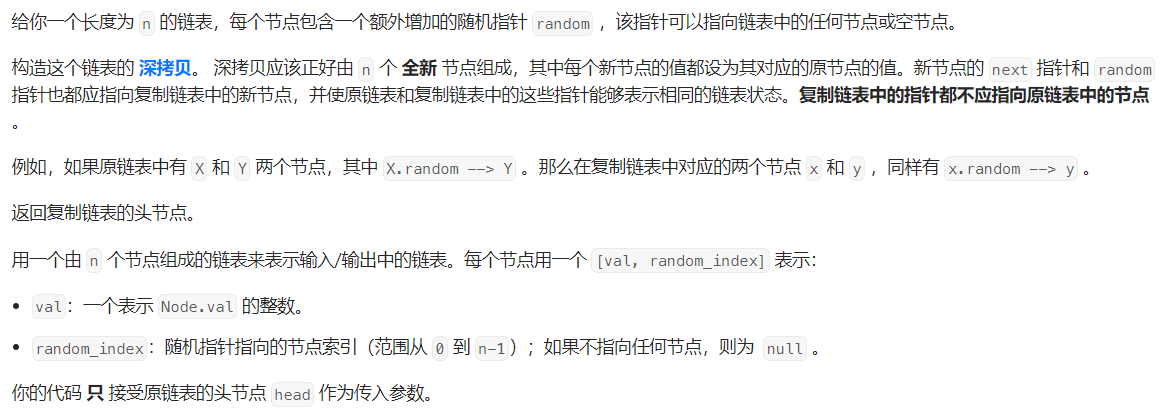 给你一个长度为 n 的链表，每个节点包含一个额外增加的随机指针 random ，该指针可以指向链表中的任何节点或空节点。
构造这个链表的 深拷贝。 深拷贝应该正好由 n 个 全新 节点组成，其中每个新节点的值都设为其对应的原节点的值。新节点的 next 指针和 random
指针也都应指向复制链表中的新节点，并使原链表和复制链表中的这些指针能够表示相同的链表状态。复制链表中的指针都不应指向原链表中的节点
。
例如，如果原链表中有 X 和 Y 两个节点，其中 X.random --> Y 。那么在复制链表中对应的两个节点 x 和 y ，同样有 x.random --> y 。
返回复制链表的头节点。
用一个由 n 个节点组成的链表来表示输入/输出中的链表。每个节点用一个 [val, random_index] 表示：
• val：一个表示 Node.val 的整数。
• random_index：随机指针指向的节点索引（范围从 0 到 n-1）；如果不指向任何节点，则为 null 。
你的代码 只 接受原链表的头节点 head 作为传入参数。